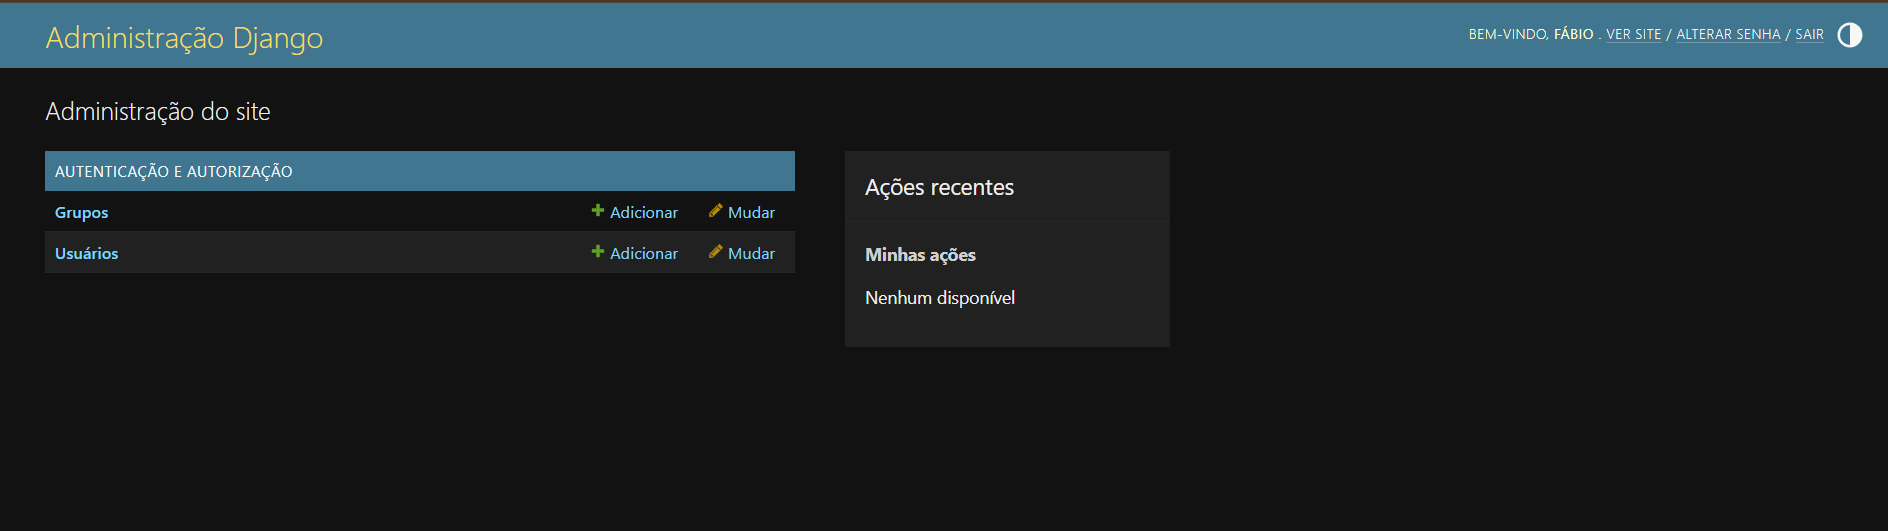 Administração Django
BEM-VINDO, FÁBIO . VER SITE / ALTERAR SENHA / SAIR
Administração do site
AUTENTICAÇÃO E AUTORIZAÇÃO
Grupos Adicionar Mudar
Usuários Adicionar Mudar
Ações recentes
Minhas ações
Nenhum disponível